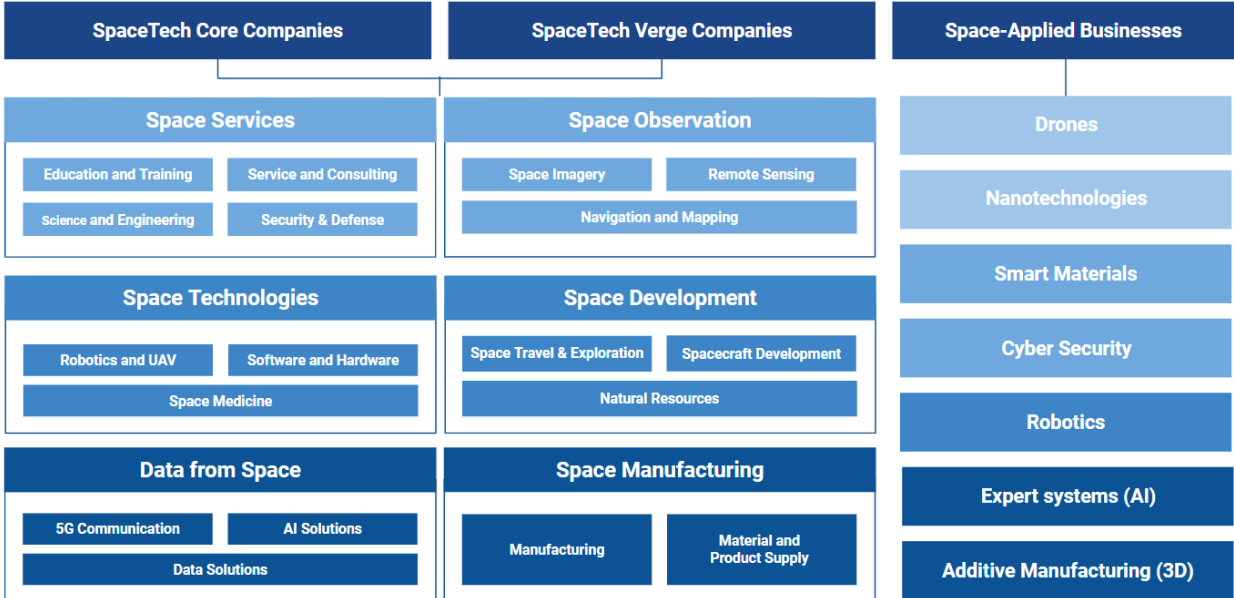 SpaceTech Core Companies
SpaceTech Verge Companies
Space-Applied Businesses
Space Services
Education and Training
Service and Consulting
Science and Engineering
Security & Defense
Space Observation
Space Imagery
Remote Sensing
Navigation and Mapping
Space Technologies
Robotics and UAV
Software and Hardware
Space Medicine
Space Development
Space Travel & Exploration
Spacecraft Development
Natural Resources
Data from Space
5G Communication
AI Solutions
Data Solutions
Space Manufacturing
Manufacturing
Material and
Product Supply
Drones
Nanotechnologies
Smart Materials
Cyber Security
Robotics
Expert systems (AI)
Additive Manufacturing (3D)